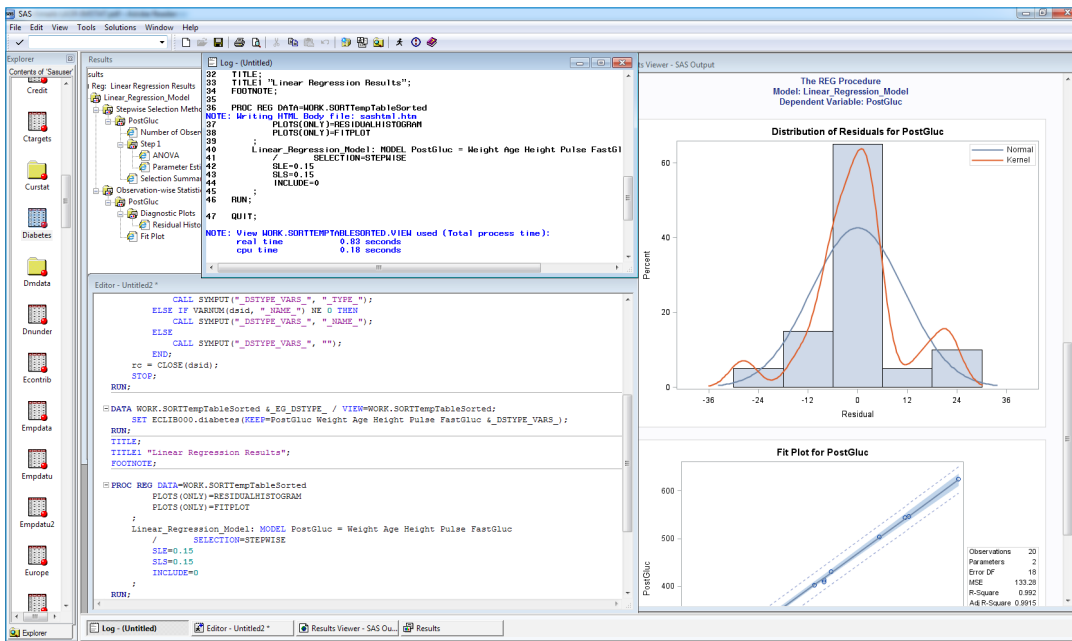 SAS
File Edit View Tools Solutions Window Help
Explorer
Contents of 'Sasuser'
Credit
Ctargets
Curstat
Diabetes
Dmdata
Dnunder
Econtrib
Empdata
Empdatu
Empdatu2
Europe
Explorer
Results
sults
Reg: Linear Regression Results
Linear_Regression_Model
Stepwise Selection Metho
PostGluc
Number of Obser
Step 1
ANOVA
Parameter Esti
Selection Summa
Observation-wise Statistic
PostGluc
Diagnostic Plots
Residual Histo
Fit Plot
Log - (Untitled)
32 TITLE;
33 TITLE1 "Linear Regression Results";
34 FOOTNOTE;
35
36 PROC REG DATA=WORK.SORTTempTableSorted
NOTE: Writing HTML Body file: sashtml.htm
37 PLOTS(ONLY)=RESIDUALHISTOGRAM
38 PLOTS(ONLY)=FITPLOT
39 ;
40 Linear_Regression_Model: MODEL PostGluc = Weight Age Height Pulse FastGl
41 / SELECTION=STEPWISE
42 SLE=0.15
43 SLS=0.15
44 INCLUDE=0
45 ;
46 RUN;
47 QUIT;
NOTE: View WORK.SORTTEMPTABLESORTED.VIEW used (Total process time):
real time 0.83 seconds
cpu time 0.18 seconds
Editor - Untitled2 *
CALL SYMPUT("_DSTYPE_VARS_", "_TYPE_");
ELSE IF VARNUM(dsid, "_NAME_") NE 0 THEN
CALL SYMPUT("_DSTYPE_VARS_", "_NAME_");
ELSE
CALL SYMPUT("_DSTYPE_VARS_", "");
END;
rc = CLOSE(dsid);
STOP;
RUN;
DATA WORK.SORTTempTableSorted &_EG_DSTYPE_ / VIEW=WORK.SORTTempTableSorted;
SET ECLIB000.diabetes(KEEP=PostGluc Weight Age Height Pulse FastGluc &_DSTYPE_VARS_);
RUN;
TITLE;
TITLE1 "Linear Regression Results";
FOOTNOTE;
PROC REG DATA=WORK.SORTTempTableSorted
PLOTS(ONLY)=RESIDUALHISTOGRAM
PLOTS(ONLY)=FITPLOT
;
Linear_Regression_Model: MODEL PostGluc = Weight Age Height Pulse FastGluc
/ SELECTION=STEPWISE
SLE=0.15
SLS=0.15
INCLUDE=0
;
RUN;
ts Viewer - SAS Output
The REG Procedure
Model: Linear_Regression_Model
Dependent Variable: PostGluc
Distribution of Residuals for PostGluc
Normal
Kernel
60
40
20
0
Percent
-36 -24 -12 0 12 24 36
Residual
Fit Plot for PostGluc
600
500
400
PostGluc
Observations 20
Parameters 2
Error DF 18
MSE 133.28
R-Square 0.992
Adj R-Square 0.9915
Log - (Untitled)
Editor - Untitled2 *
Results Viewer - SAS Ou...
Results